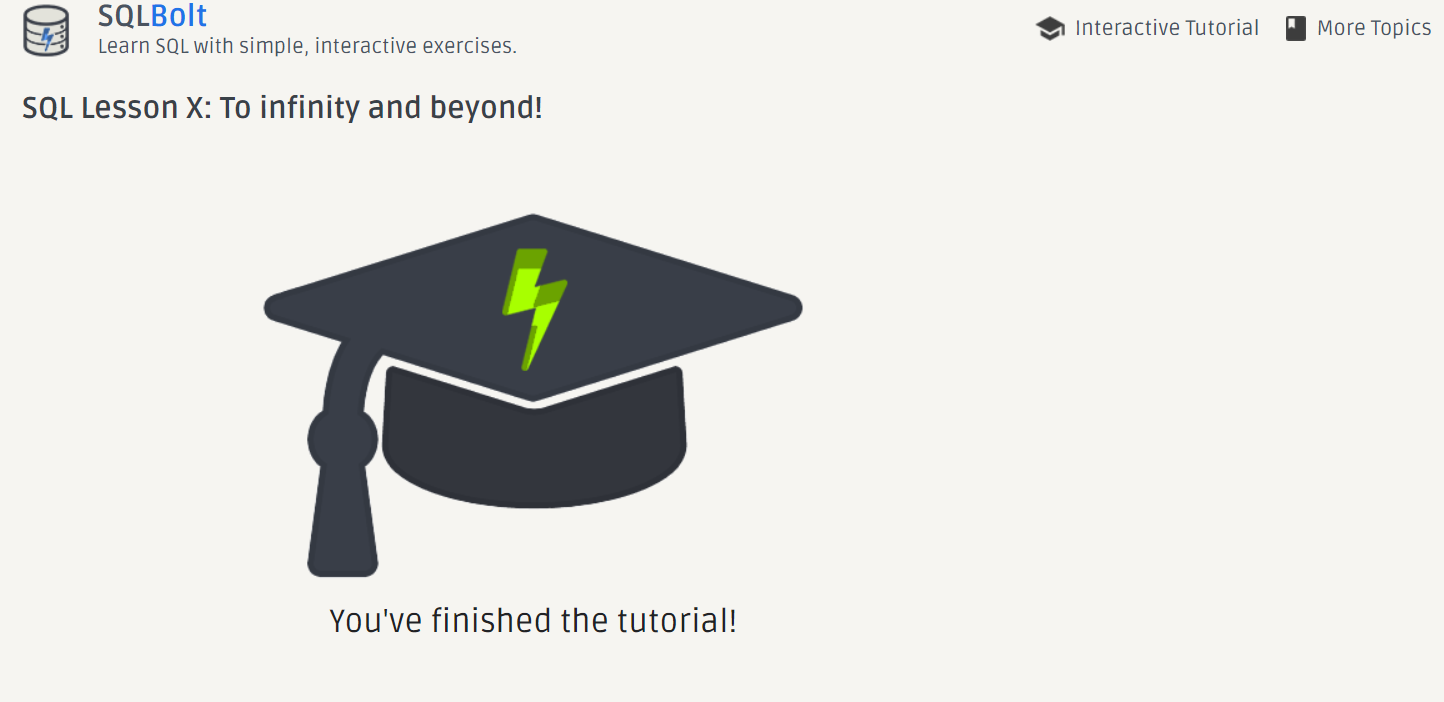 SQLBolt
Learn SQL with simple, interactive exercises.
Interactive Tutorial
More Topics
SQL Lesson X: To infinity and beyond!
You've finished the tutorial!